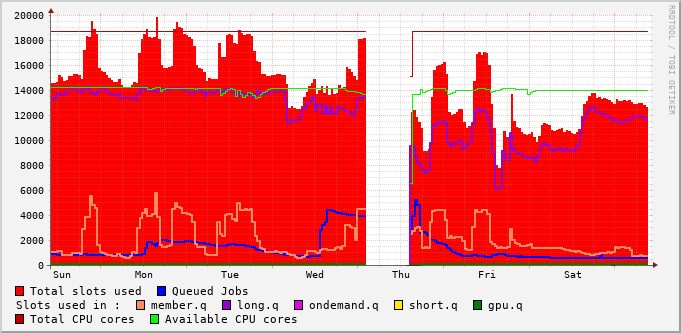 20000
18000
16000
14000
12000
10000
8000
6000
4000
2000
0
Sun Mon Tue Wed Thu Fri Sat
RRDTOOL / TOBI OETIKER
Total slots used Queued Jobs
Slots used in : member.q long.q ondemand.q short.q gpu.q
Total CPU cores Available CPU cores